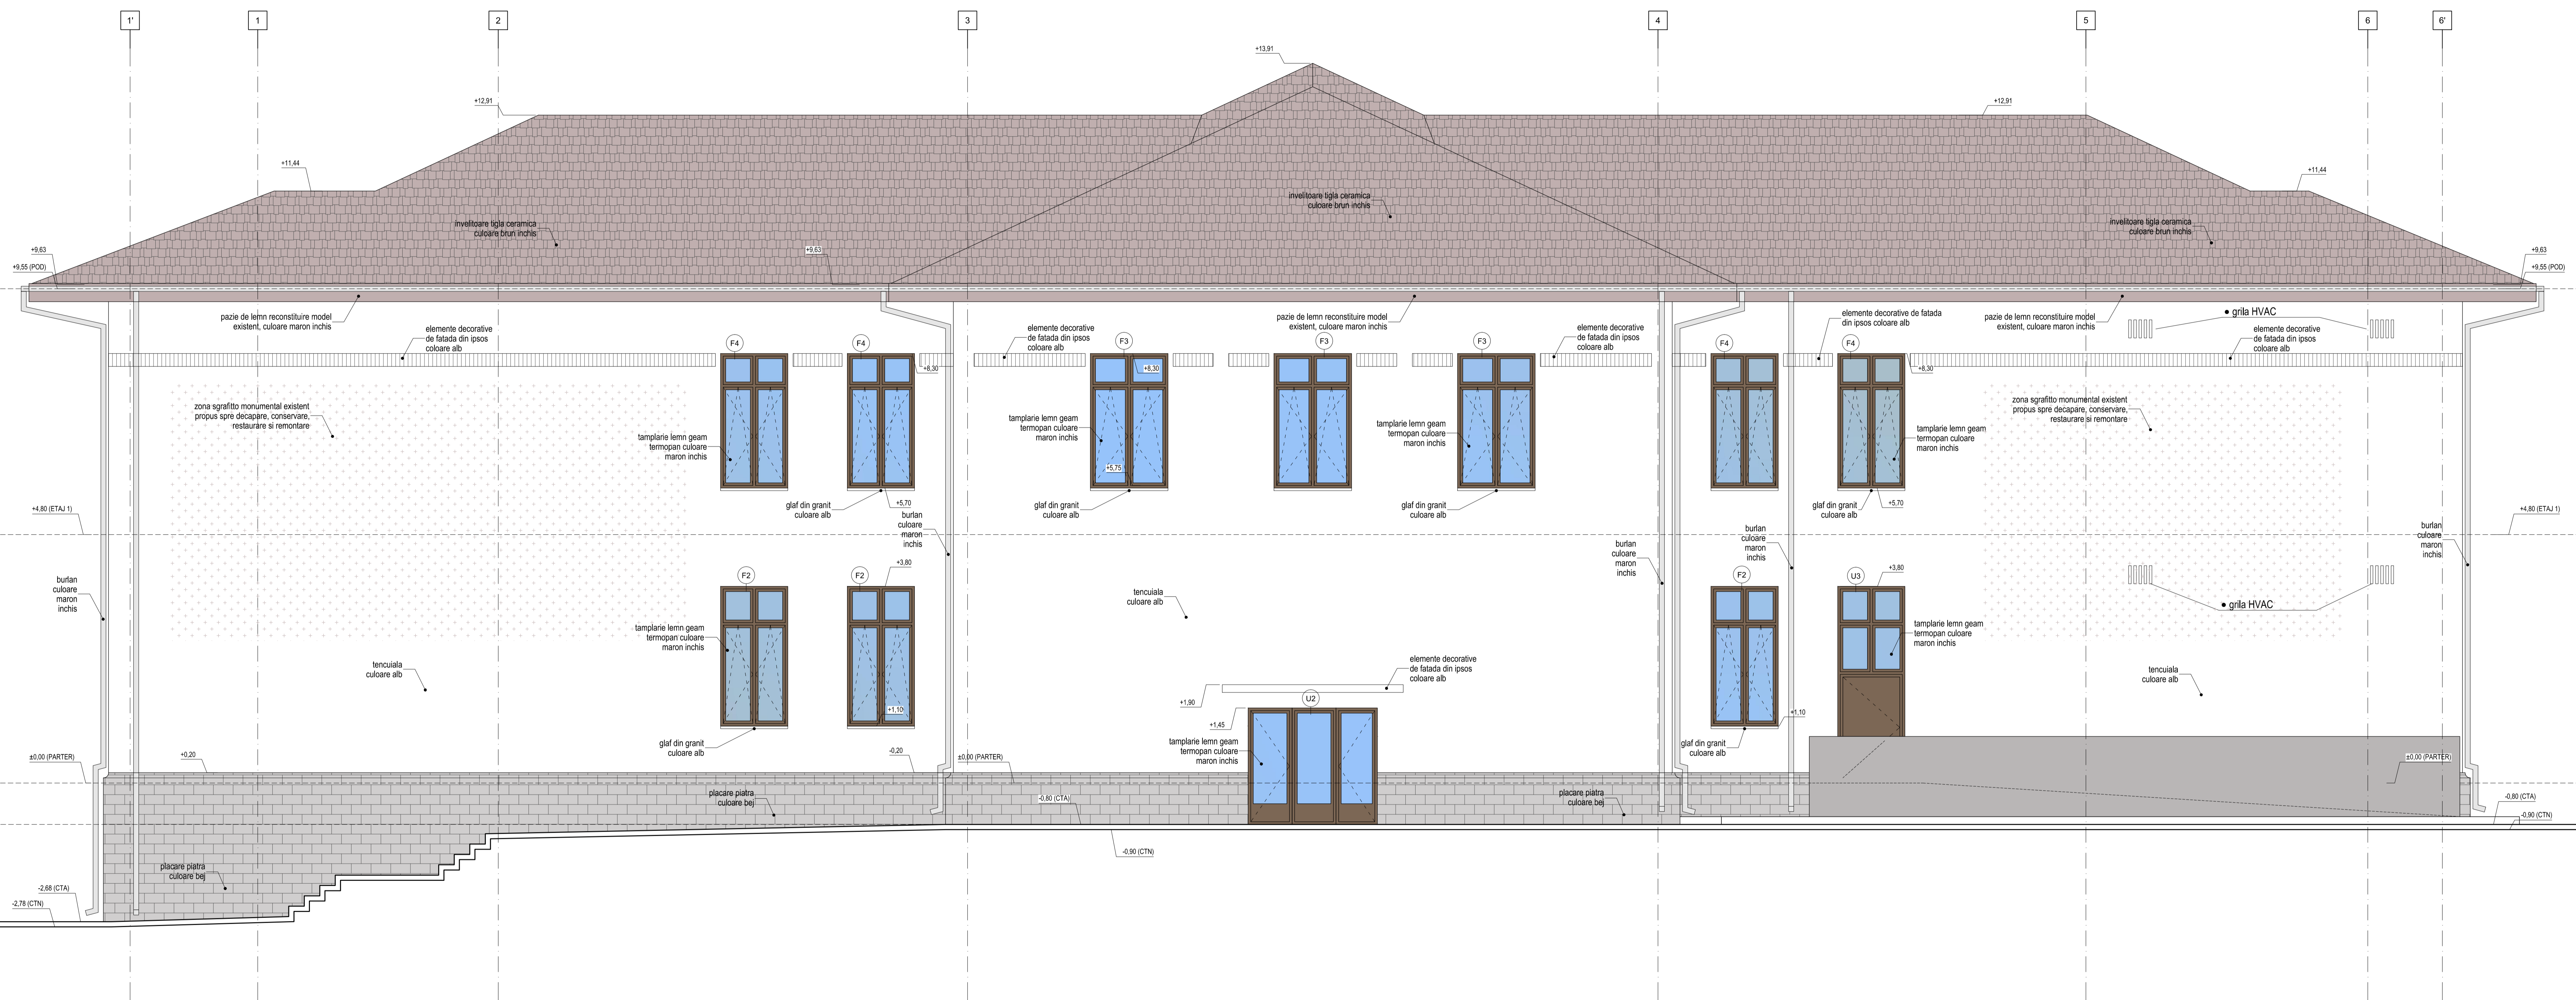 1'
1
2
3
4
5
6
6'
+13,91
+12,91
+12,91
+11,44
+11,44
invelitoare tigla ceramica
culoare brun inchis
invelitoare tigla ceramica
culoare brun inchis
invelitoare tigla ceramica
culoare brun inchis
+9,63
+9,55 (POD)
+9,63
+9,63
+9,55 (POD)
pazie de lemn reconstituire model
existent, culoare maron inchis
pazie de lemn reconstituire model
existent, culoare maron inchis
pazie de lemn reconstituire model
existent, culoare maron inchis
grila HVAC
elemente decorative
de fatada din ipsos
coloare alb
elemente decorative
de fatada din ipsos
coloare alb
elemente decorative
de fatada din ipsos
coloare alb
elemente decorative de fatada
din ipsos coloare alb
elemente decorative
de fatada din ipsos
coloare alb
F4
F4
F3
F3
F3
F4
F4
+8,30
+8,30
+8,30
zona sgrafitto monumental existent
propus spre decapare, conservare,
restaurare si remontare
zona sgrafitto monumental existent
propus spre decapare, conservare,
restaurare si remontare
tamplarie lemn geam
termopan culoare
maron inchis
tamplarie lemn geam
termopan culoare
maron inchis
tamplarie lemn geam
termopan culoare
maron inchis
tamplarie lemn geam
termopan culoare
maron inchis
+5,75
glaf din granit
culoare alb
+5,70
glaf din granit
culoare alb
glaf din granit
culoare alb
glaf din granit
culoare alb
+5,70
+4,80 (ETAJ 1)
+4,80 (ETAJ 1)
burlan
culoare
maron
inchis
burlan
culoare
maron
inchis
burlan
culoare
maron
inchis
burlan
culoare
maron
inchis
burlan
culoare
maron
inchis
F2
F2
+3,80
F2
U3
+3,80
grila HVAC
tencuiala
culoare alb
tamplarie lemn geam
termopan culoare
maron inchis
tamplarie lemn geam
termopan culoare
maron inchis
tencuiala
culoare alb
elemente decorative
de fatada din ipsos
coloare alb
tencuiala
culoare alb
+1,90
U2
+1,45
+1,10
+1,10
glaf din granit
culoare alb
tamplarie lemn geam
termopan culoare
maron inchis
glaf din granit
culoare alb
±0,00 (PARTER)
+0,20
-0,20
±0,00 (PARTER)
±0,00 (PARTER)
placare piatra
culoare bej
-0,80 (CTA)
placare piatra
culoare bej
-0,80 (CTA)
-0,90 (CTN)
-0,90 (CTN)
placare piatra
culoare bej
-2,68 (CTA)
-2,78 (CTN)